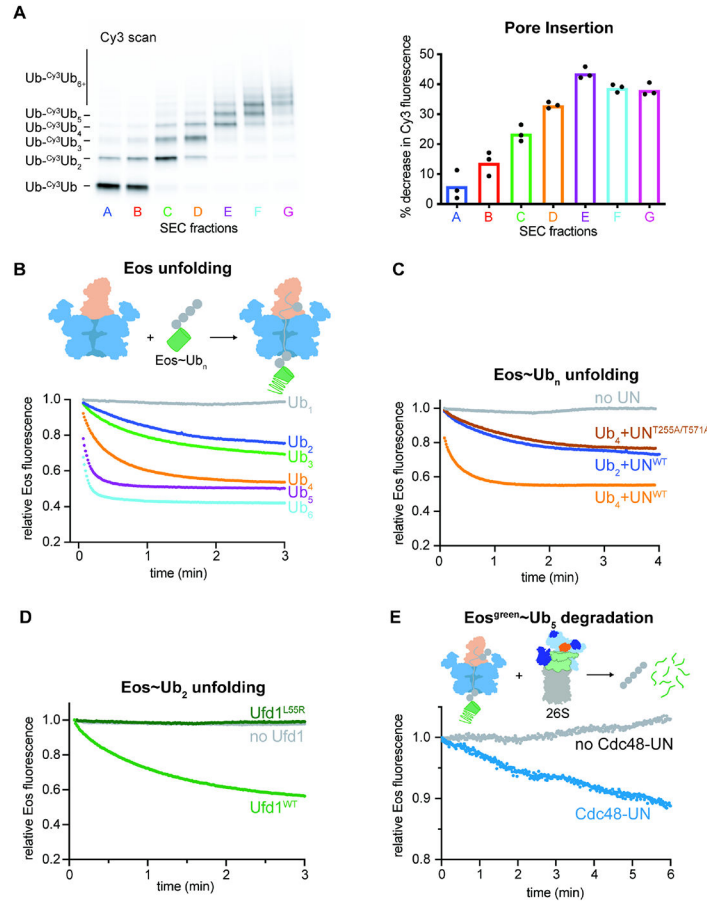 A
Cy3 scan
Ub-Cy3Ub6+
Ub-Cy3Ub5
Ub-Cy3Ub4
Ub-Cy3Ub3
Ub-Cy3Ub2
Ub-Cy3Ub
A B C D E F G
SEC fractions
Pore Insertion
% decrease in Cy3 fluorescence
50
40
30
20
10
0
A B C D E F G
SEC fractions
B
Eos unfolding
+
Eos~Ubn
relative Eos fluorescence
1.0
0.8
0.6
0.4
0.2
Ub1
Ub2
Ub3
Ub4
Ub5
Ub6
0 1 2 3
time (min)
C
Eos~Ubn unfolding
relative Eos fluorescence
1.0
0.8
0.6
0.4
0.2
no UN
Ub4+UNT255A/T571A
Ub2+UNWT
Ub4+UNWT
0 1 2 3 4
time (min)
D
Eos~Ub2 unfolding
relative Eos fluorescence
1.0
0.8
0.6
0.4
0.2
Ufd1L55R
no Ufd1
Ufd1WT
0 1 2 3
time (min)
E
Eosgreen~Ub5 degradation
+
26S
relative Eos fluorescence
1.0
0.9
0.8
no Cdc48-UN
Cdc48-UN
0 1 2 3 4 5 6
time (min)